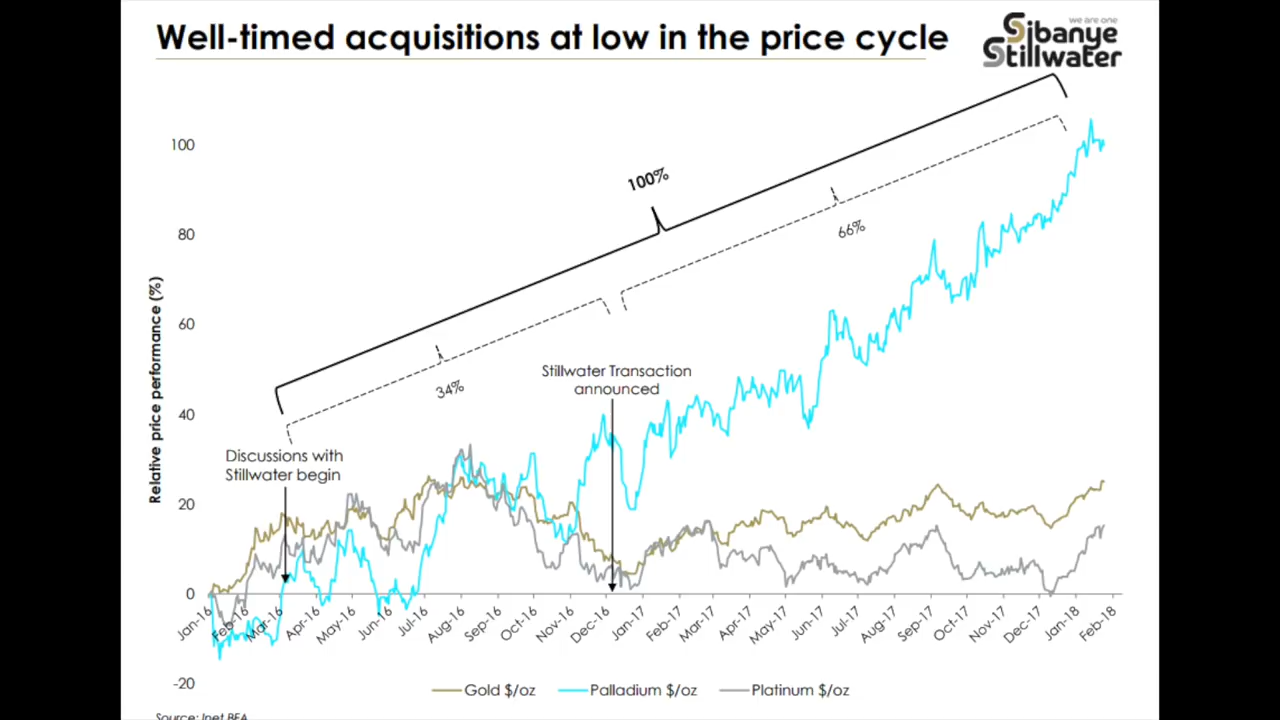 Well-timed acquisitions at low in the price cycle
we are one
Sibanye
Stillwater
100
80
60
40
20
0
-20
Relative price performance (%)
100%
66%
34%
Stillwater Transaction
announced
Discussions with
Stillwater begin
Jan-16
Feb-16
Mar-16
Apr-16
May-16
Jun-16
Jul-16
Aug-16
Sep-16
Oct-16
Nov-16
Dec-16
Jan-17
Feb-17
Mar-17
Apr-17
May-17
Jun-17
Jul-17
Aug-17
Sep-17
Oct-17
Nov-17
Dec-17
Jan-18
Feb-18
Gold $/oz
Palladium $/oz
Platinum $/oz
Source: Inet BFA